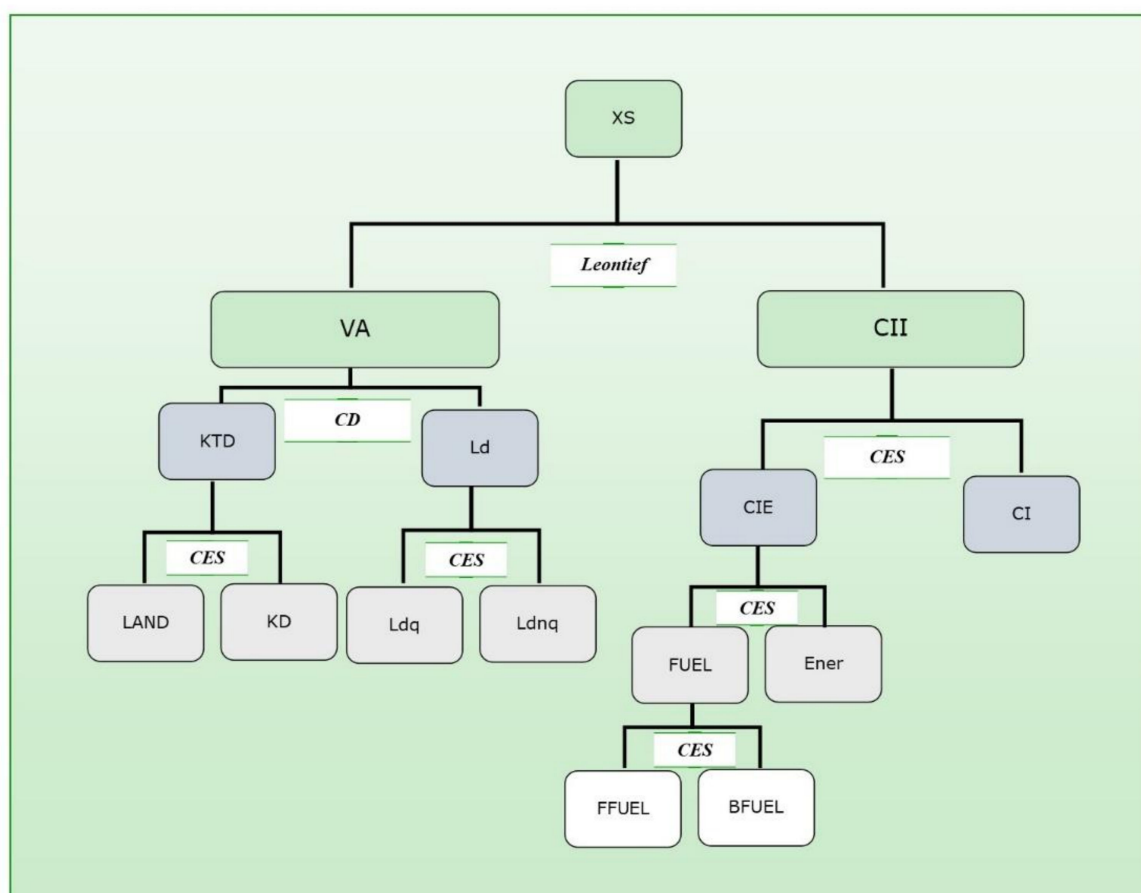 XS
Leontief
VA
CII
KTD
CD
Ld
CES
CIE
CI
CES
CES
LAND
KD
Ldq
Ldnq
CES
FUEL
Ener
CES
FFUEL
BFUEL